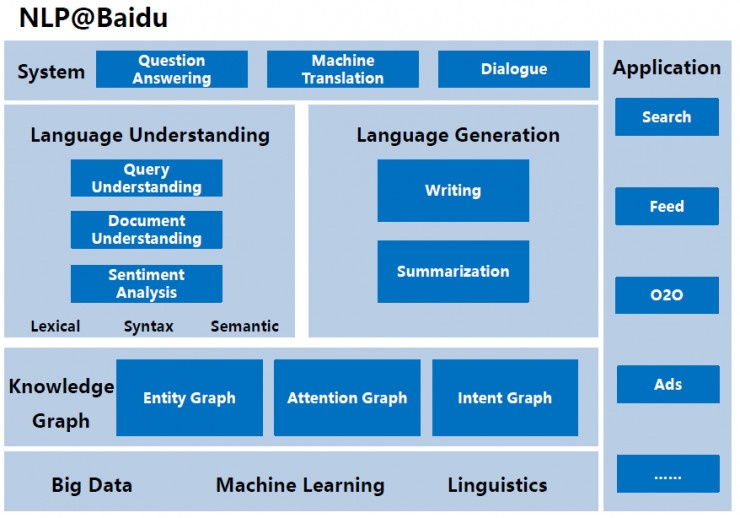 NLP@Baidu
System
Question
Answering
Machine
Translation
Dialogue
Language Understanding
Query
Understanding
Document
Understanding
Sentiment
Analysis
Lexical Syntax Semantic
Language Generation
Writing
Summarization
Knowledge
Graph
Entity Graph
Attention Graph
Intent Graph
Big Data Machine Learning Linguistics
Application
Search
Feed
O2O
Ads
......